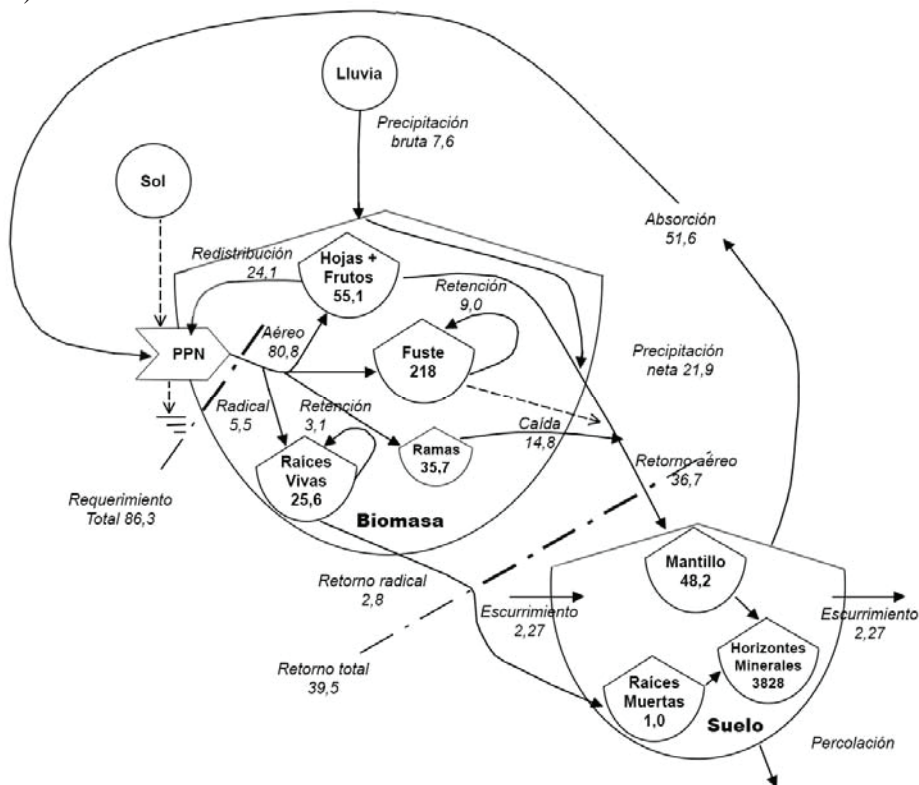 )
Lluvia
Precipitación
bruta 7,6
Sol
Absorción
51,6
Redistribución
24,1
Hojas +
Frutos
55,1
Retención
9,0
Aéreo
80,8
PPN
Fuste
218
Precipitación
neta 21,9
Radical
5,5
Retención
3,1
Caída
14,8
Ramas
35,7
Raíces
Vivas
25,6
Retorno aéreo
36,7
Requerimiento
Total 86,3
Biomasa
Mantillo
48,2
Retorno radical
2,8
Escurrimiento
2,27
Escurrimiento
2,27
Horizontes
Minerales
3828
Retorno total
39,5
Raíces
Muertas
1,0
Suelo
Percolación